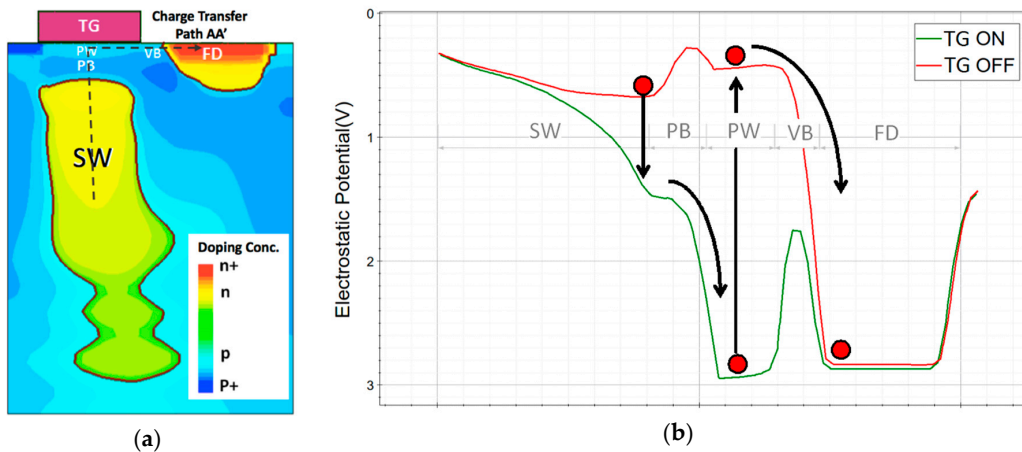 TG
Charge Transfer
Path AA'
PW
VB
FD
PB
SW
Doping Conc.
n+
n
p
P+
(a)
0
1
2
3
Electrostatic Potential(V)
TG ON
TG OFF
SW
PB
PW
VB
FD
(b)